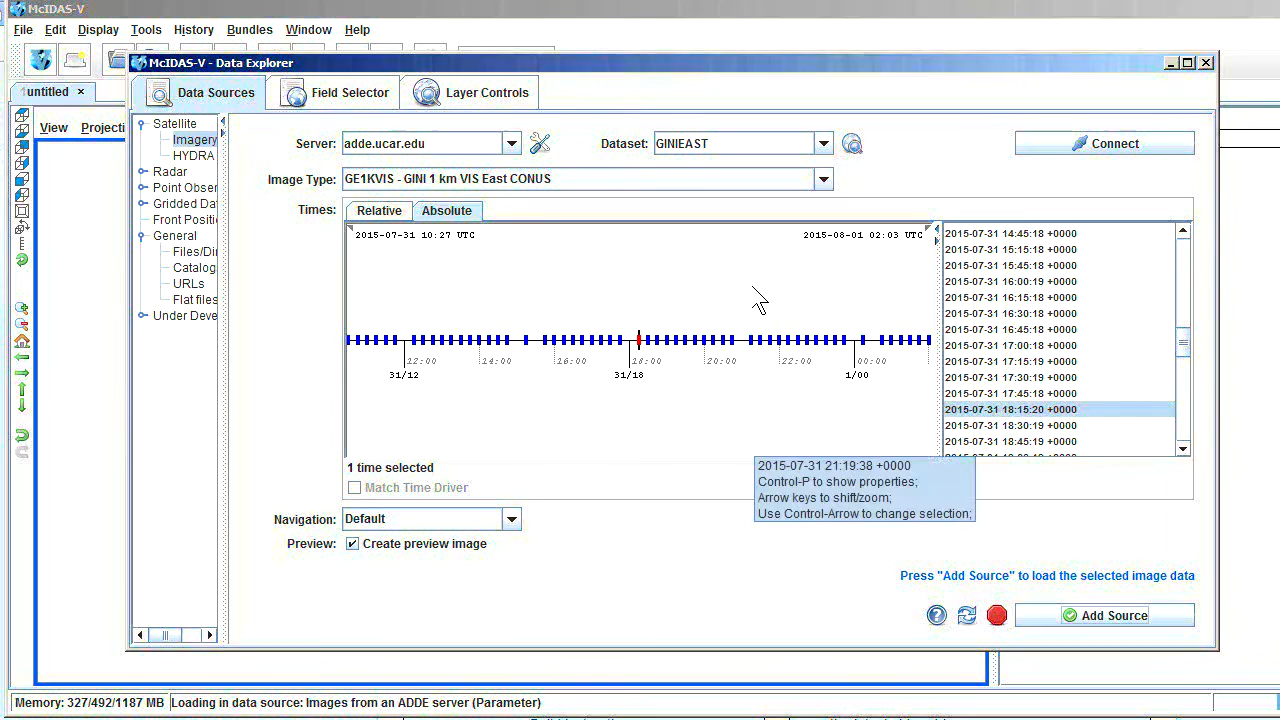 McIDAS-V
File Edit Display Tools History Bundles Window Help
McIDAS-V - Data Explorer
untitled ×
Data Sources Field Selector Layer Controls
View Projecti
Satellite
Imagery
HYDRA
Radar
Point Obser
Gridded Dat
Front Positi
General
Files/Dir
Catalog
URLs
Flat files
Under Deve
Server: adde.ucar.edu Dataset: GINIEAST Connect
Image Type: GE1KVIS - GINI 1 km VIS East CONUS
Times: Relative Absolute
2015-07-31 10:27 UTC 2015-08-01 02:03 UTC
12:00 14:00 16:00 18:00 20:00 22:00 00:00
31/12 31/18 1/00
2015-07-31 14:45:18 +0000
2015-07-31 15:15:18 +0000
2015-07-31 15:45:18 +0000
2015-07-31 16:00:19 +0000
2015-07-31 16:15:18 +0000
2015-07-31 16:30:18 +0000
2015-07-31 16:45:18 +0000
2015-07-31 17:00:18 +0000
2015-07-31 17:15:19 +0000
2015-07-31 17:30:19 +0000
2015-07-31 17:45:18 +0000
2015-07-31 18:15:20 +0000
2015-07-31 18:30:19 +0000
2015-07-31 18:45:19 +0000
1 time selected
Match Time Driver
2015-07-31 21:19:38 +0000
Control-P to show properties;
Arrow keys to shift/zoom;
Use Control-Arrow to change selection;
Navigation: Default
Preview: Create preview image
Press "Add Source" to load the selected image data
Add Source
Memory: 327/492/1187 MB Loading in data source: Images from an ADDE server (Parameter)